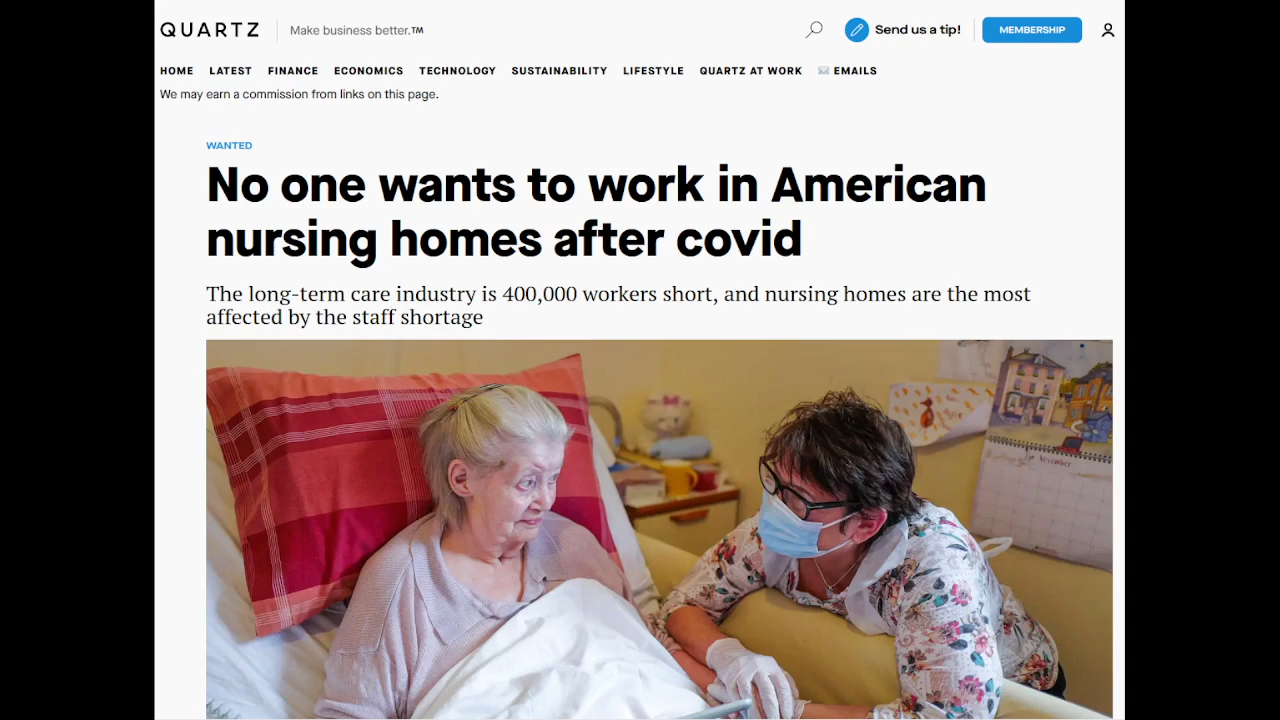 QUARTZ
Make business better.™
Send us a tip!
MEMBERSHIP
HOME LATEST FINANCE ECONOMICS TECHNOLOGY SUSTAINABILITY LIFESTYLE QUARTZ AT WORK EMAILS
We may earn a commission from links on this page.
WANTED
No one wants to work in American
nursing homes after covid
The long-term care industry is 400,000 workers short, and nursing homes are the most
affected by the staff shortage
November